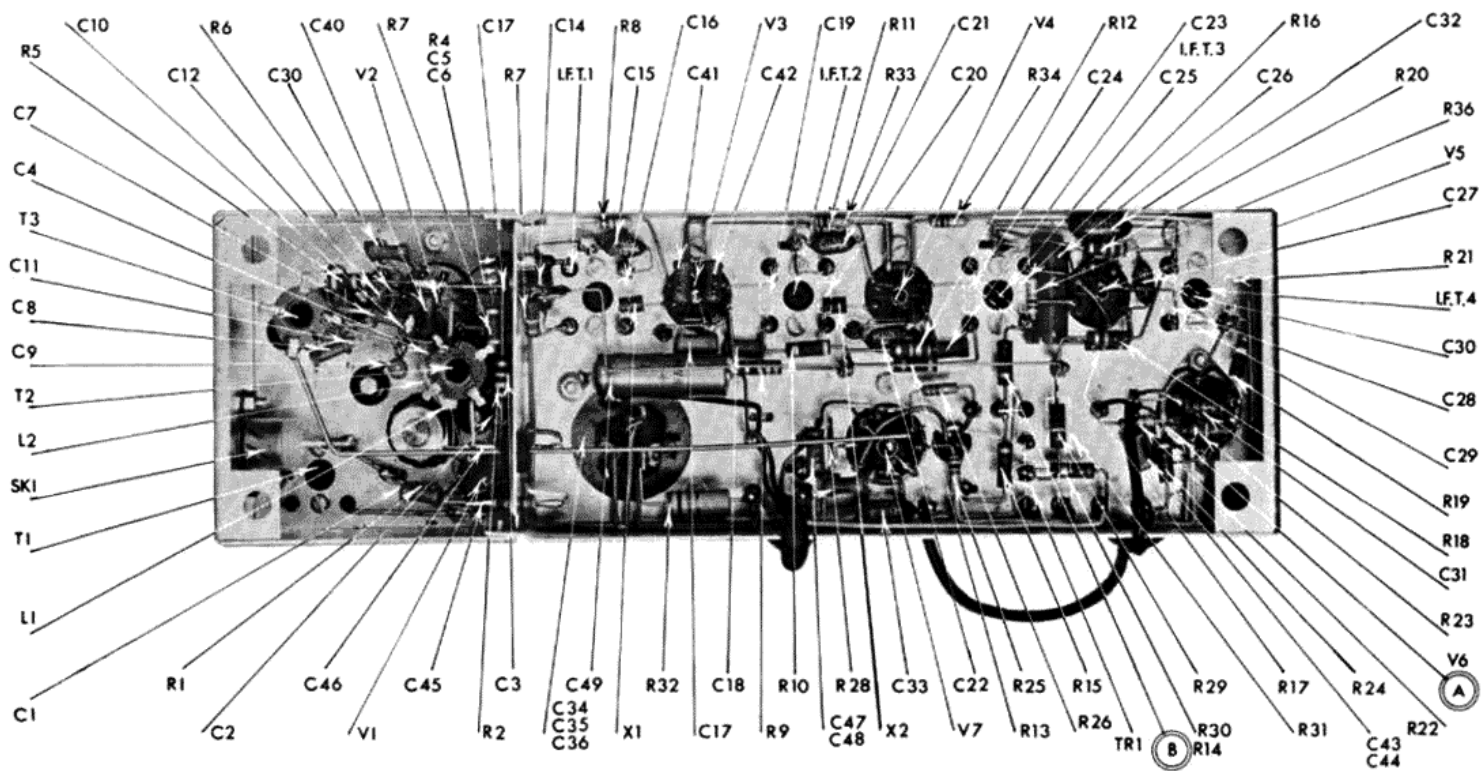 C10 R6 C40 R7 R4 C17 C14 R8 C16 V3 C19 R11 C21 V4 R12 C23 R16 C32
C5 I.F.T.3
R5 C12 C30 V2 C6 R7 I.F.T.1 C15 C41 C42 I.F.T.2 R33 C20 R34 C24 C25 C26 R20
C7 R36
C4 V5
T3 C27
C11 R21
C8 I.F.T.4
C9 C30
T2 C28
L2 C29
SK1 R19
T1 R18
C31
L1 R23
V6
R1 C46 C45 C3 C49 R32 C18 R10 R28 C33 C22 R25 R15 R29 R17 R24 A
C1 C34
C2 V1 R2 C35 X1 C17 R9 C47 X2 V7 R13 R26 TR1 B R30 R31 C43 R22
C36 C48 R14 C44